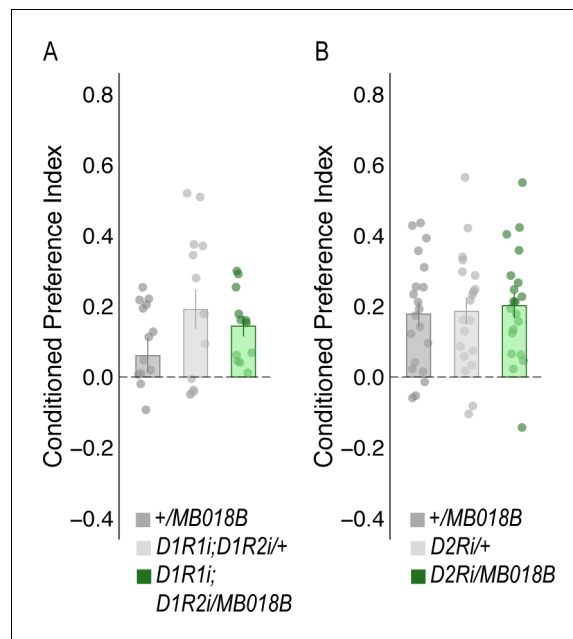 A
Conditioned Preference Index
0.8
0.6
0.4
0.2
0.0
−0.2
−0.4
+/MB018B
D1R1i;D1R2i/+
D1R1i;
D1R2i/MB018B
B
Conditioned Preference Index
0.8
0.6
0.4
0.2
0.0
−0.2
−0.4
+/MB018B
D2Ri/+
D2Ri/MB018B